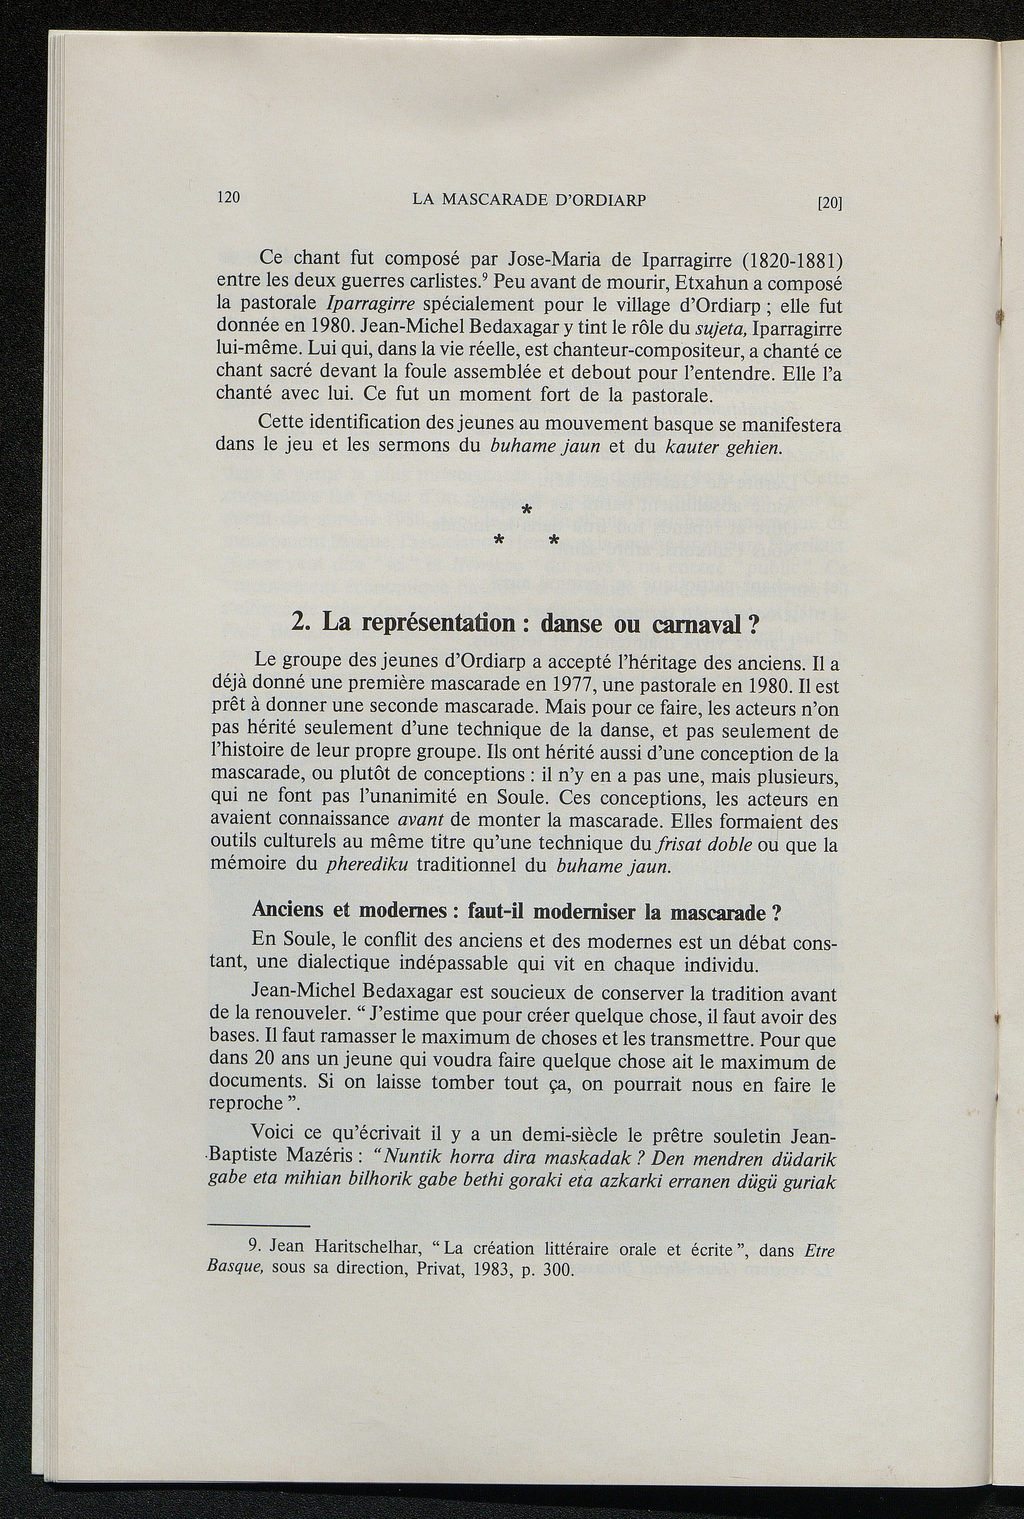 120
LA MASCARADE D'ORDIARP
[20]
Ce chant fut composé par Jose-Maria de Iparragirre (1820-1881)
entre les deux guerres carlistes.⁹ Peu avant de mourir, Etxahun a composé
la pastorale Iparragirre spécialement pour le village d'Ordiarp ; elle fut
donnée en 1980. Jean-Michel Bedaxagar y tint le rôle du sujeta, Iparragirre
lui-même. Lui qui, dans la vie réelle, est chanteur-compositeur, a chanté ce
chant sacré devant la foule assemblée et debout pour l'entendre. Elle l'a
chanté avec lui. Ce fut un moment fort de la pastorale.
Cette identification des jeunes au mouvement basque se manifestera
dans le jeu et les sermons du buhame jaun et du kauter gehien.
*
* *
2. La représentation : danse ou carnaval ?
Le groupe des jeunes d'Ordiarp a accepté l'héritage des anciens. Il a
déjà donné une première mascarade en 1977, une pastorale en 1980. Il est
prêt à donner une seconde mascarade. Mais pour ce faire, les acteurs n'on
pas hérité seulement d'une technique de la danse, et pas seulement de
l'histoire de leur propre groupe. Ils ont hérité aussi d'une conception de la
mascarade, ou plutôt de conceptions : il n'y en a pas une, mais plusieurs,
qui ne font pas l'unanimité en Soule. Ces conceptions, les acteurs en
avaient connaissance avant de monter la mascarade. Elles formaient des
outils culturels au même titre qu'une technique du frisat doble ou que la
mémoire du pherediku traditionnel du buhame jaun.
Anciens et modernes : faut-il moderniser la mascarade ?
En Soule, le conflit des anciens et des modernes est un débat cons-
tant, une dialectique indépassable qui vit en chaque individu.
Jean-Michel Bedaxagar est soucieux de conserver la tradition avant
de la renouveler. “ J'estime que pour créer quelque chose, il faut avoir des
bases. Il faut ramasser le maximum de choses et les transmettre. Pour que
dans 20 ans un jeune qui voudra faire quelque chose ait le maximum de
documents. Si on laisse tomber tout ça, on pourrait nous en faire le
reproche ”.
Voici ce qu'écrivait il y a un demi-siècle le prêtre souletin Jean-
Baptiste Mazéris : “Nuntik horra dira maskadak ? Den mendren düdarik
gabe eta mihian bilhorik gabe bethi goraki eta azkarki erranen dügü guriak
9. Jean Haritschelhar, “ La création littéraire orale et écrite ”, dans Etre
Basque, sous sa direction, Privat, 1983, p. 300.